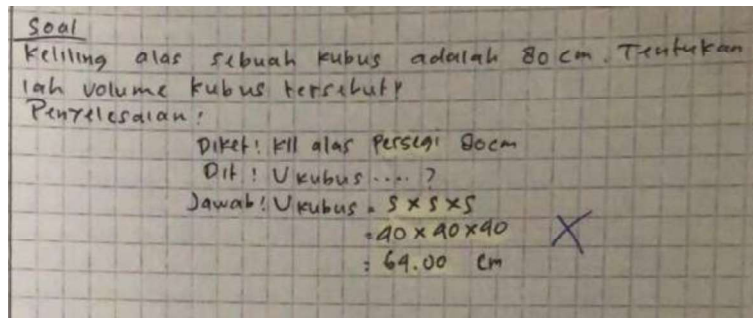 Soal
Keliling alas sebuah kubus adalah 80 cm. Tentukan
lah volume kubus tersebut?
Penyelesaian:
Diket: Kll alas Persegi 80cm
Dit: V kubus .... ?
Jawab: V kubus = s x s x s
= 40 x 40 x 40
= 64.00 cm